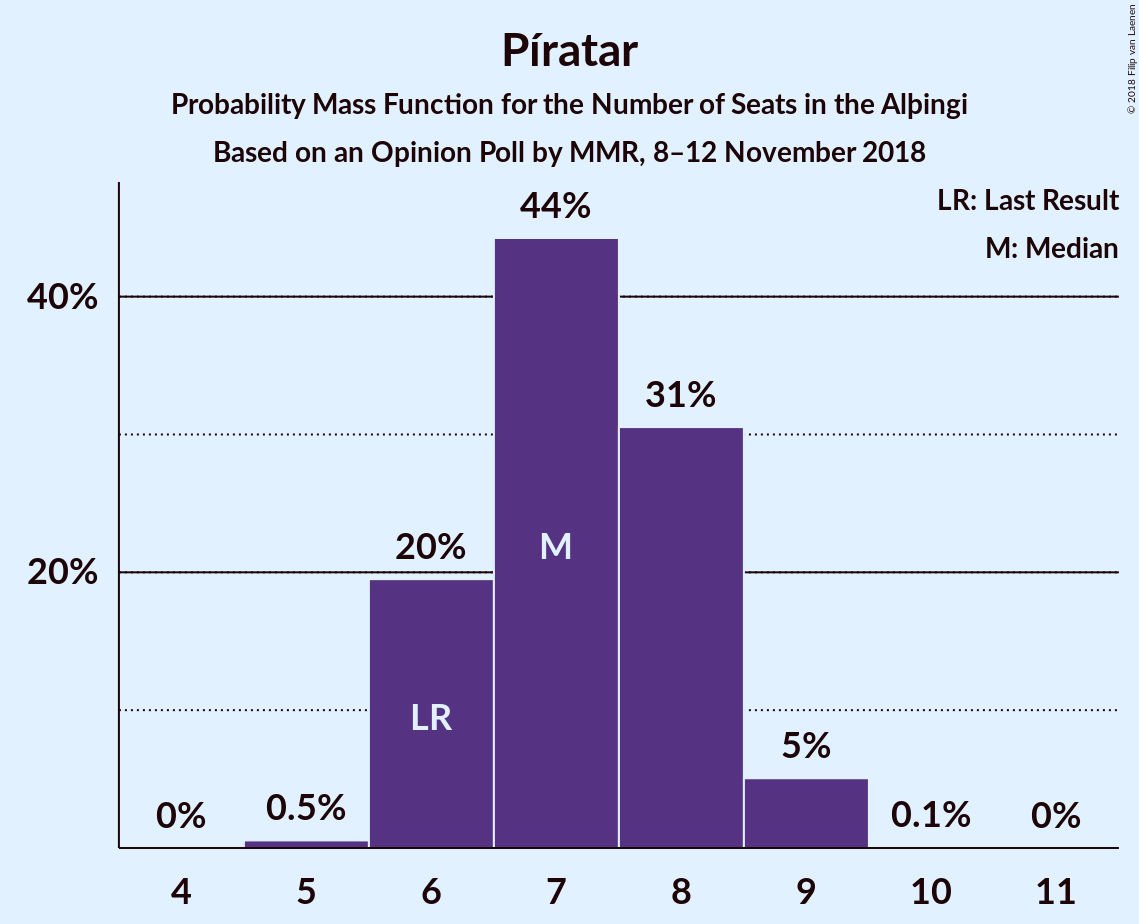 Píratar
Probability Mass Function for the Number of Seats in the Alþingi
Based on an Opinion Poll by MMR, 8–12 November 2018
© 2018 Filip van Laenen
LR: Last Result
M: Median
40%
20%
0%
0.5%
20%
44%
31%
5%
0.1%
0%
LR
M
4
5
6
7
8
9
10
11